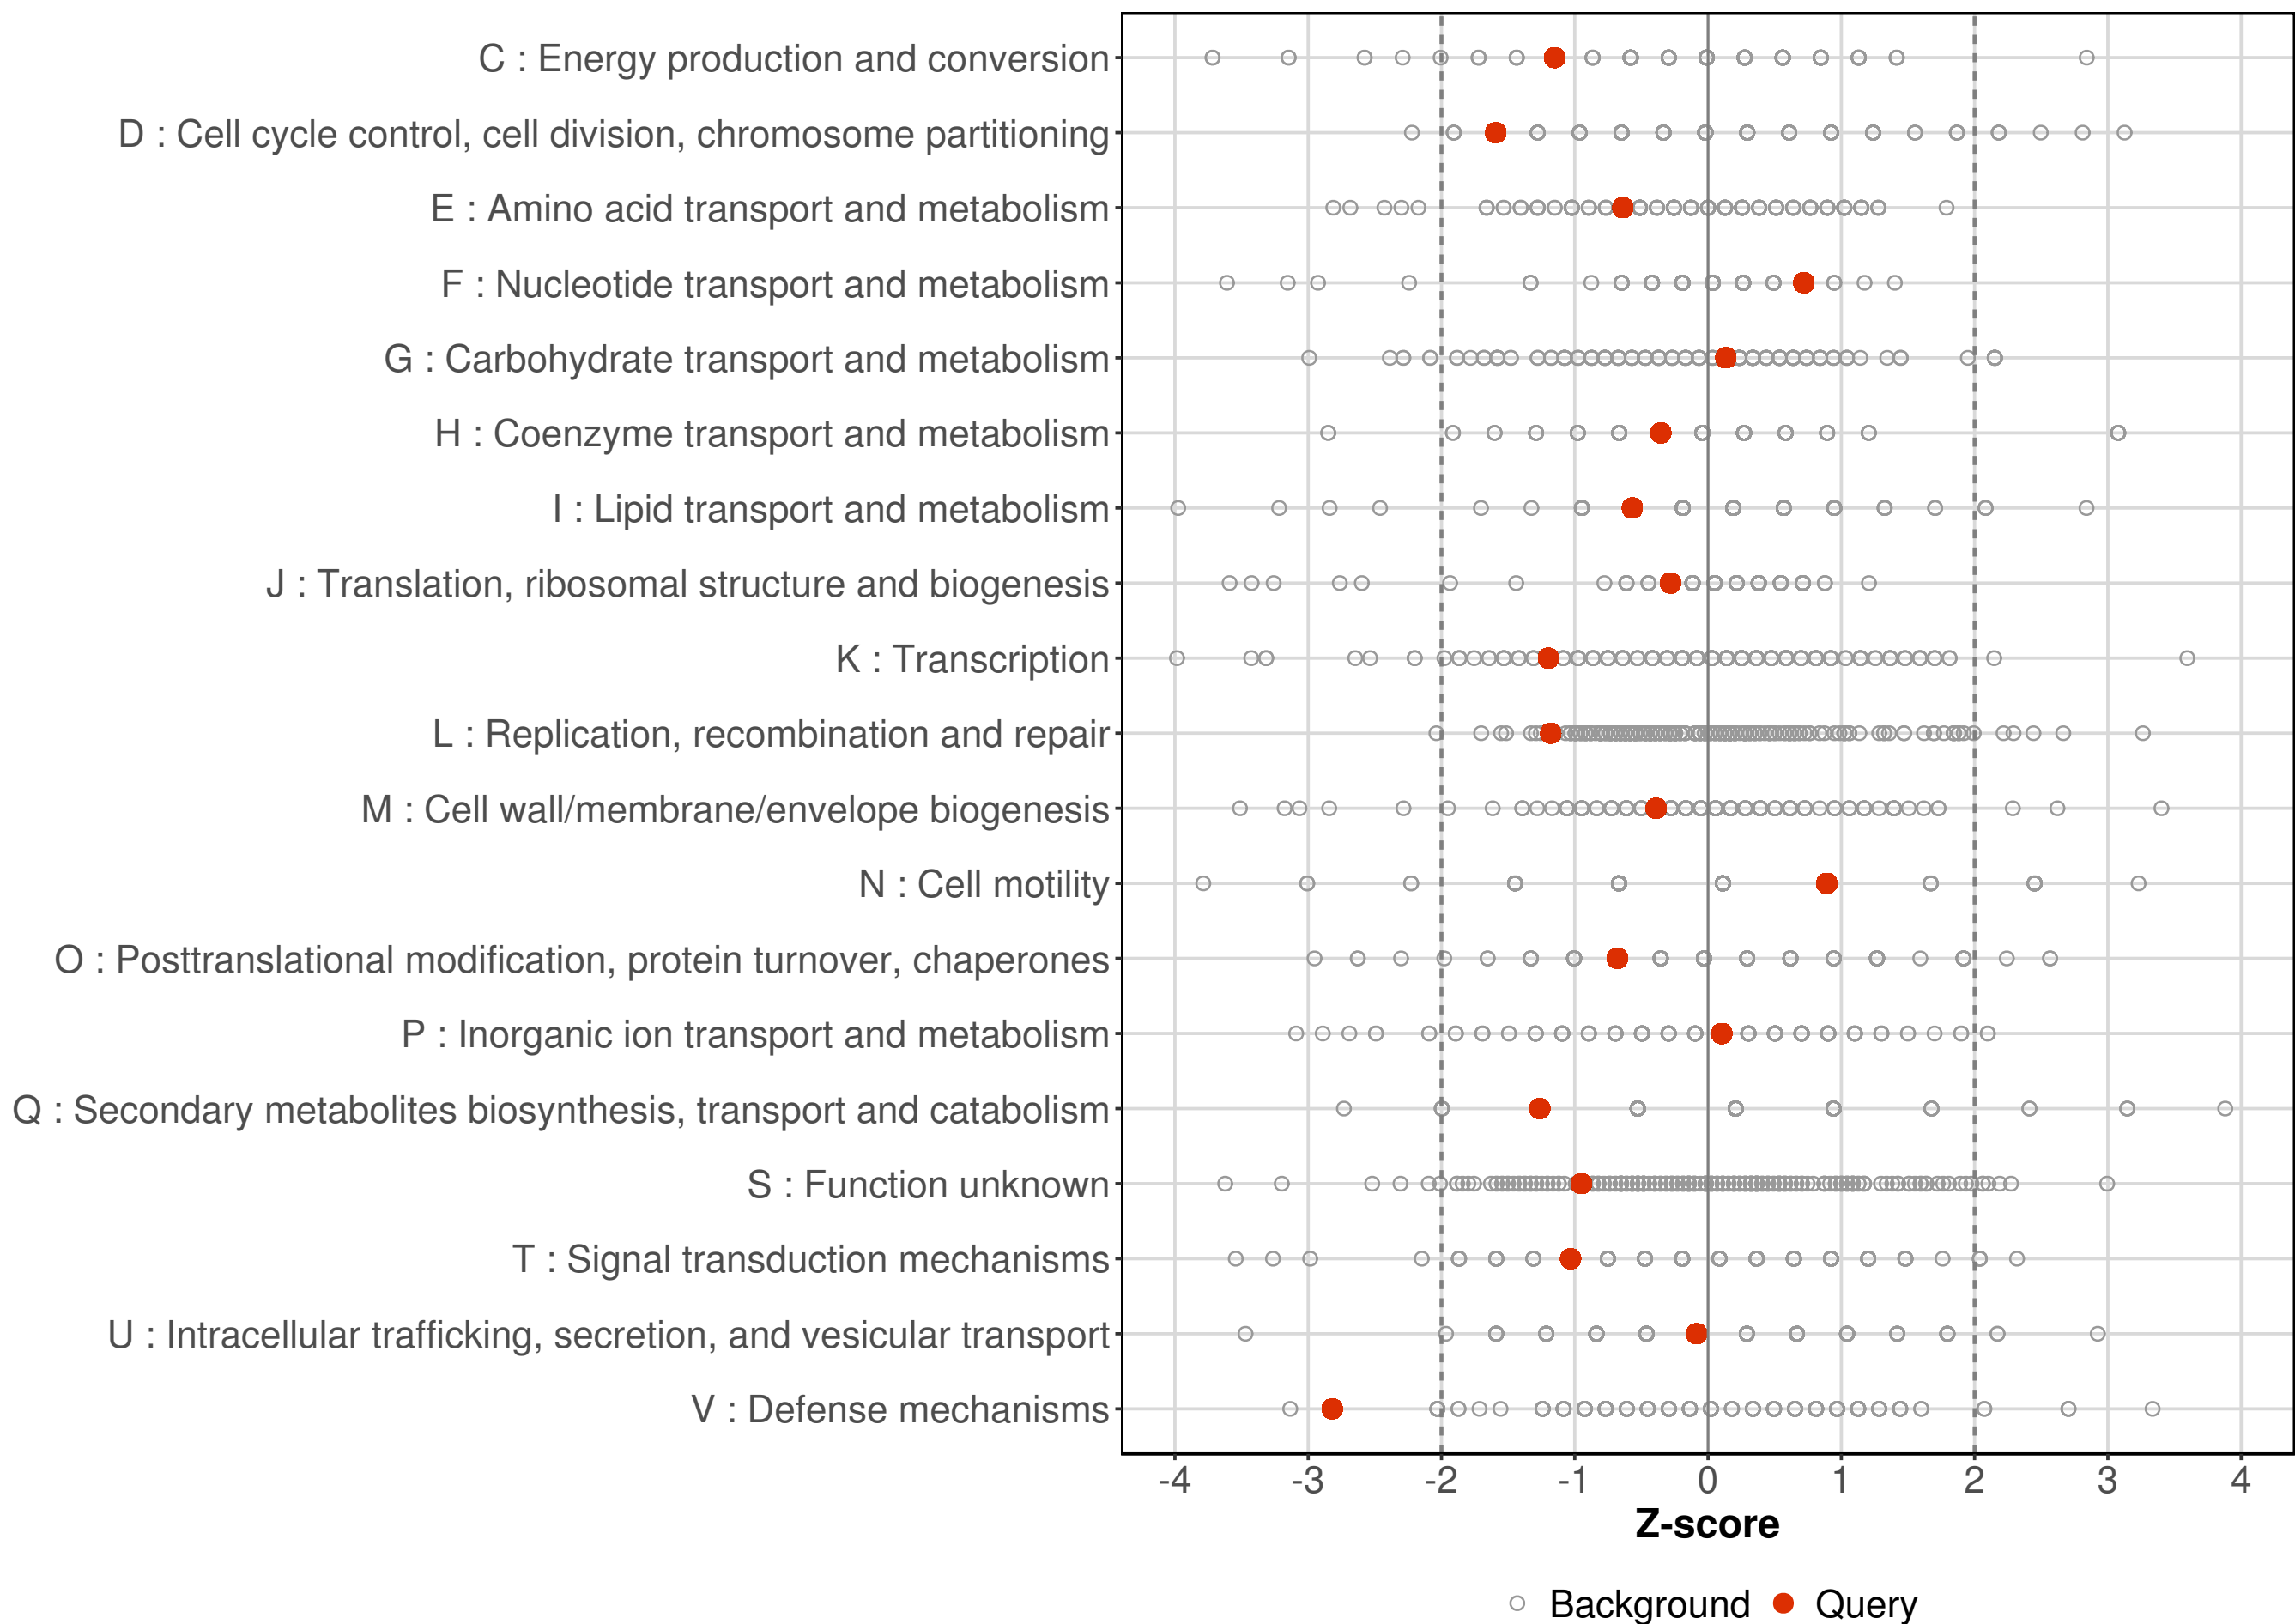 C : Energy production and conversion
D : Cell cycle control, cell division, chromosome partitioning
E : Amino acid transport and metabolism
F : Nucleotide transport and metabolism
G : Carbohydrate transport and metabolism
H : Coenzyme transport and metabolism
I : Lipid transport and metabolism
J : Translation, ribosomal structure and biogenesis
K : Transcription
L : Replication, recombination and repair
M : Cell wall/membrane/envelope biogenesis
N : Cell motility
O : Posttranslational modification, protein turnover, chaperones
P : Inorganic ion transport and metabolism
Q : Secondary metabolites biosynthesis, transport and catabolism
S : Function unknown
T : Signal transduction mechanisms
U : Intracellular trafficking, secretion, and vesicular transport
V : Defense mechanisms
-4 -3 -2 -1 0 1 2 3 4
Z-score
Background Query